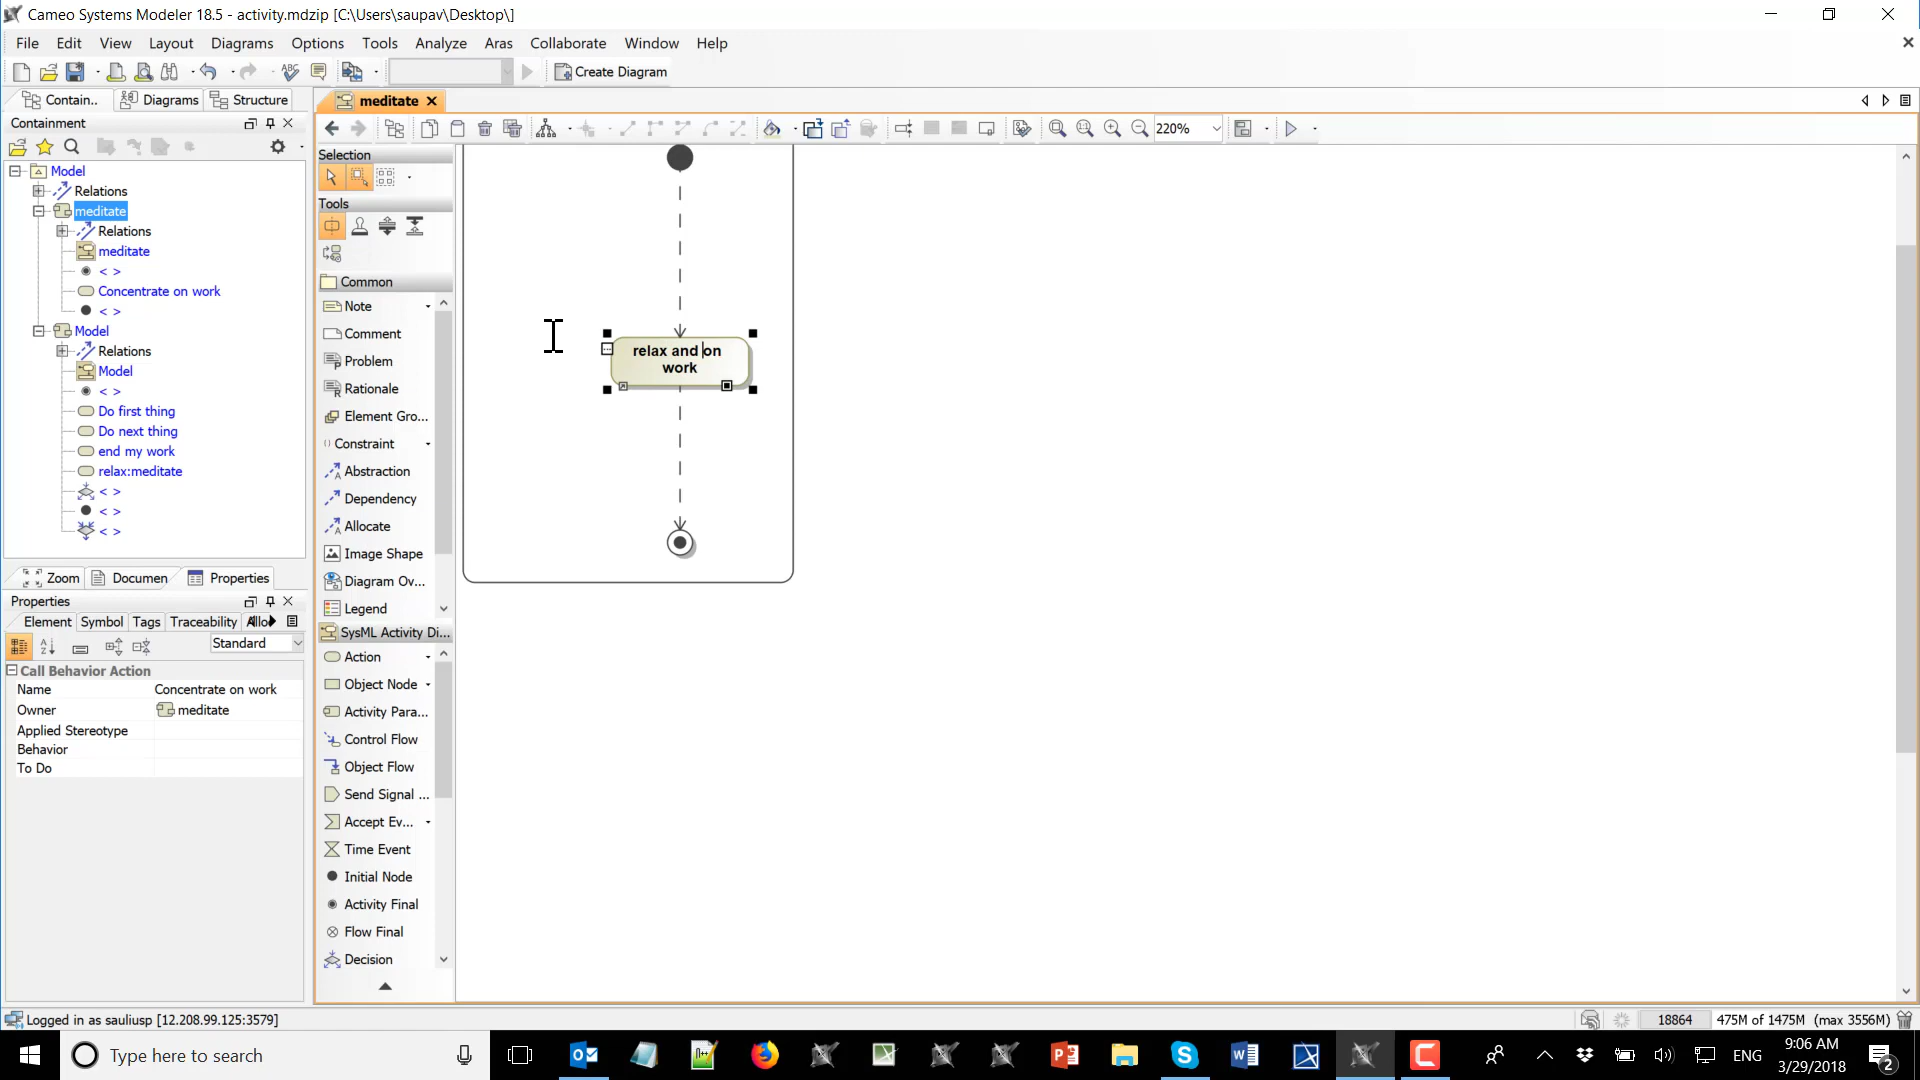 Cameo Systems Modeler 18.5 - activity.mdzip [C:\Users\saupav\Desktop\]
File Edit View Layout Diagrams Options Tools Analyze Aras Collaborate Window Help
Create Diagram
Contain.. Diagrams Structure
meditate
Containment
220%
Model
Relations
meditate
Relations
meditate
< >
Concentrate on work
< >
Model
Relations
Model
< >
Do first thing
Do next thing
end my work
relax:meditate
< >
< >
< >
Zoom Documen Properties
Properties
Element Symbol Tags Traceability Allo
Standard
Call Behavior Action
Name Concentrate on work
Owner meditate
Applied Stereotype
Behavior
To Do
Selection
Tools
Common
Note
Comment
Problem
Rationale
Element Gro...
Constraint
Abstraction
Dependency
Allocate
Image Shape
Diagram Ov...
Legend
SysML Activity Di...
Action
Object Node
Activity Para...
Control Flow
Object Flow
Send Signal ...
Accept Ev...
Time Event
Initial Node
Activity Final
Flow Final
Decision
relax and on
work
Logged in as sauliusp [12.208.99.125:3579]
18864 475M of 1475M (max 3556M)
Type here to search
ENG
9:06 AM
3/29/2018
2